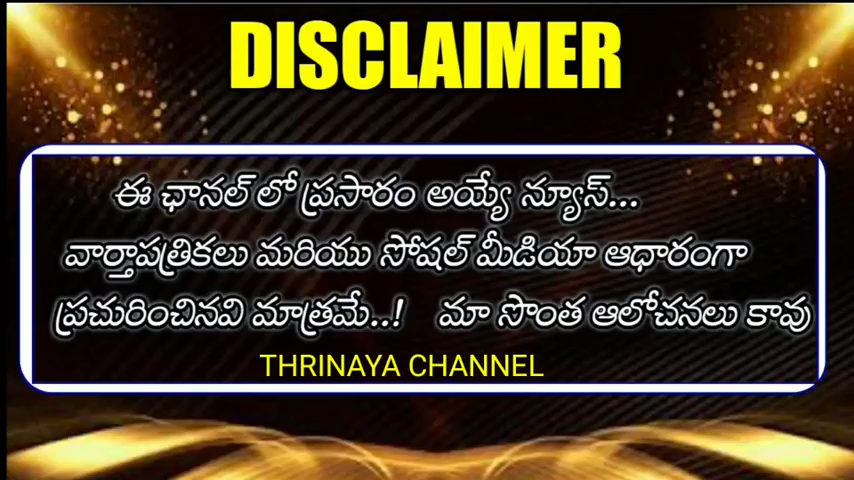 DISCLAIMER
ఈ ఛానల్ లో ప్రసారం అయ్యే న్యూస్...
వార్తాపత్రికలు మరియు సోషల్ మీడియా ఆధారంగా
ప్రచురించినవి మాత్రమే..! మా సొంత ఆలోచనలు కావు
THRINAYA CHANNEL